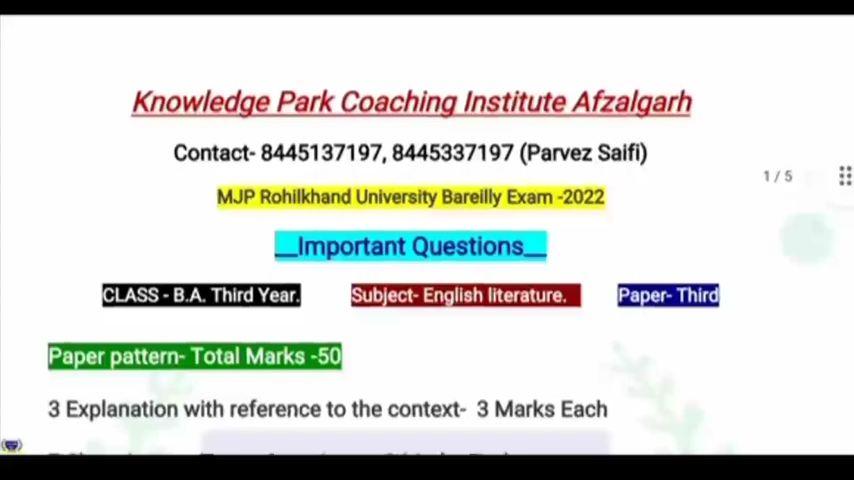 Knowledge Park Coaching Institute Afzalgarh
Contact- 8445137197, 8445337197 (Parvez Saifi)
1 / 5
MJP Rohilkhand University Bareilly Exam -2022
__Important Questions__
CLASS - B.A. Third Year. Subject- English literature. Paper- Third
Paper pattern- Total Marks -50
3 Explanation with reference to the context- 3 Marks Each